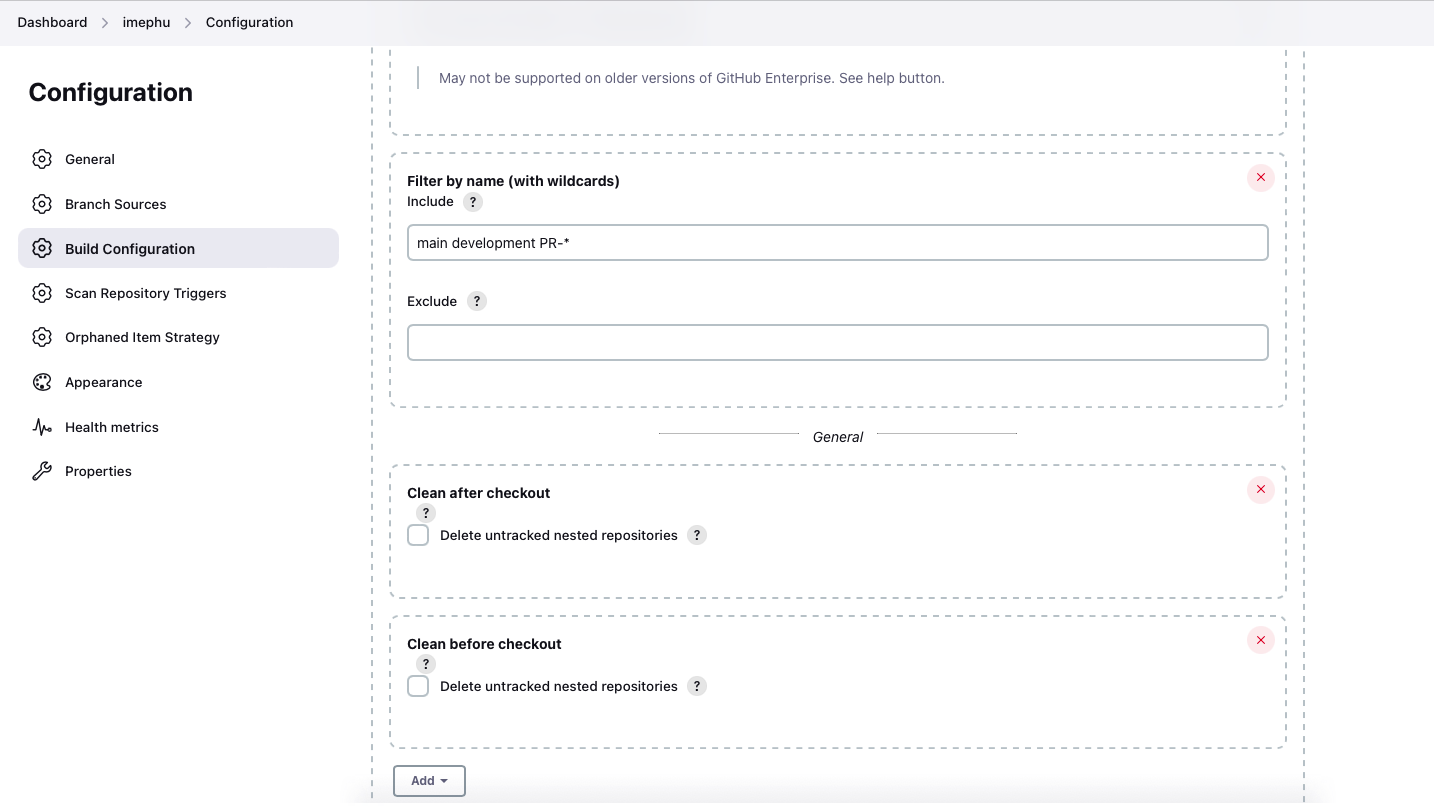 Dashboard > imephu > Configuration
Configuration
General
Branch Sources
Build Configuration
Scan Repository Triggers
Orphaned Item Strategy
Appearance
Health metrics
Properties
May not be supported on older versions of GitHub Enterprise. See help button.
Filter by name (with wildcards)
Include ?
main development PR-*
Exclude ?
General
Clean after checkout
?
Delete untracked nested repositories ?
Clean before checkout
?
Delete untracked nested repositories ?
Add